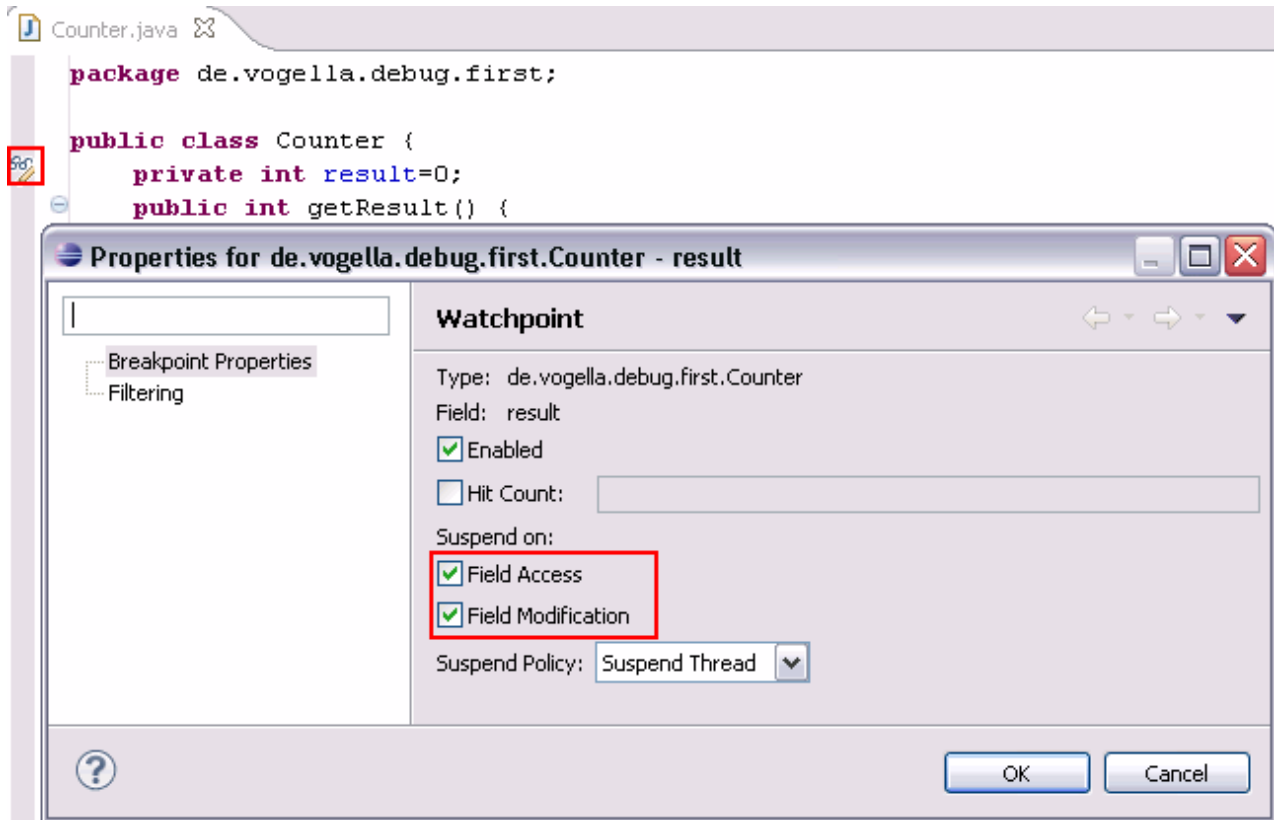 Counter.java
package de.vogella.debug.first;
public class Counter {
private int result=0;
public int getResult() {
Properties for de.vogella.debug.first.Counter - result
Watchpoint
Breakpoint Properties
Filtering
Type: de.vogella.debug.first.Counter
Field: result
Enabled
Hit Count:
Suspend on:
Field Access
Field Modification
Suspend Policy: Suspend Thread
?
OK Cancel